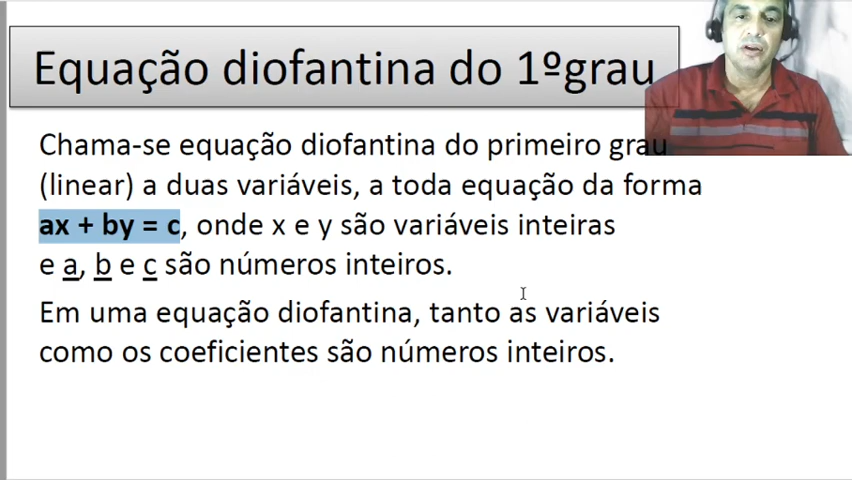 Equação diofantina do 1ºgrau
Chama-se equação diofantina do primeiro grau
(linear) a duas variáveis, a toda equação da forma
ax + by = c, onde x e y são variáveis inteiras
e a, b e c são números inteiros.
Em uma equação diofantina, tanto as variáveis
como os coeficientes são números inteiros.